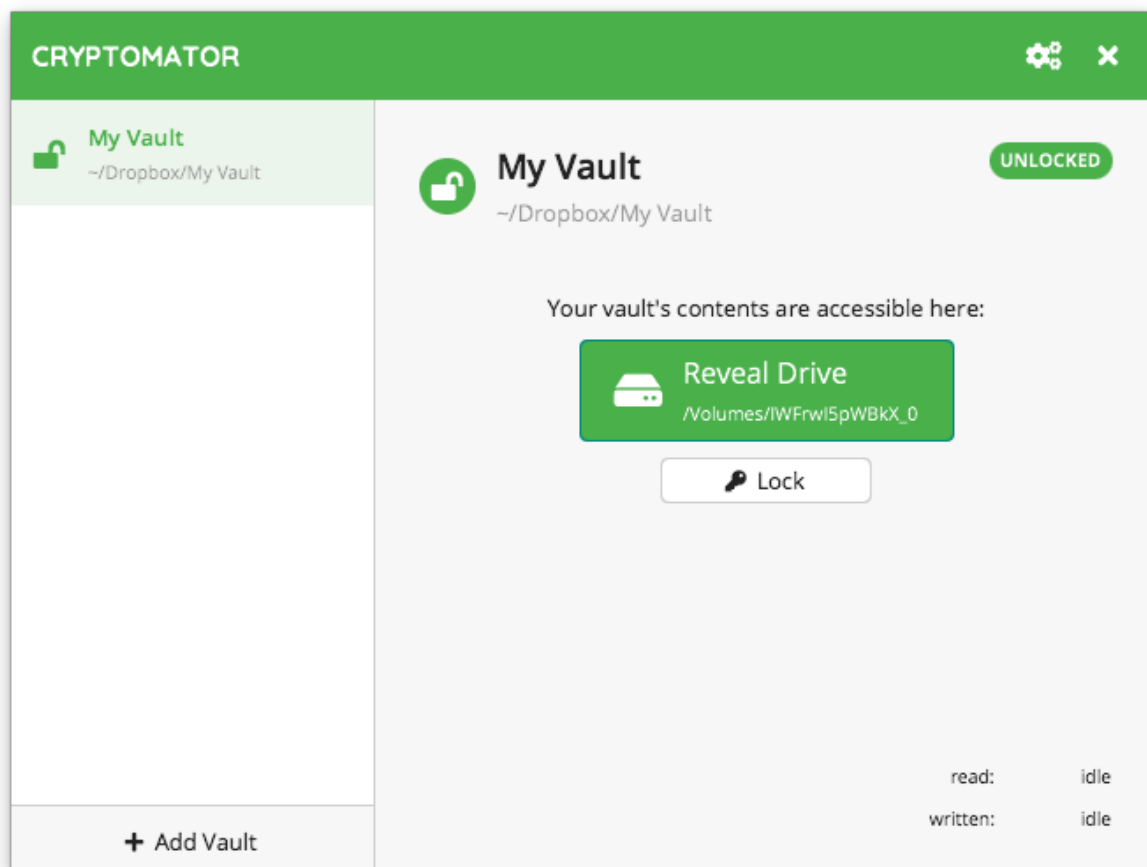 CRYPTOMATOR
My Vault
~/Dropbox/My Vault
My Vault
UNLOCKED
~/Dropbox/My Vault
Your vault's contents are accessible here:
Reveal Drive
/Volumes/IWFrwI5pWBkX_0
Lock
read: idle
written: idle
+ Add Vault